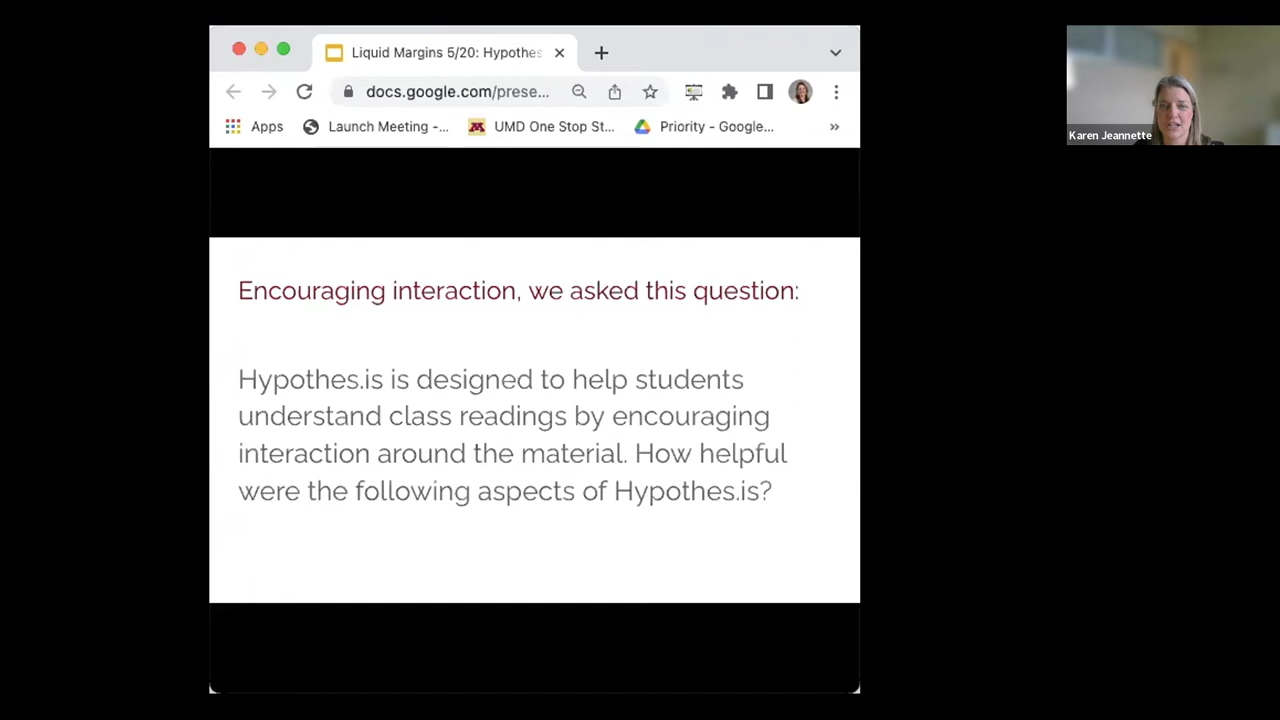 Liquid Margins 5/20: Hypothes
docs.google.com/prese...
Apps
Launch Meeting -...
UMD One Stop St...
Priority - Google...
Karen Jeannette
Encouraging interaction, we asked this question:
Hypothes.is is designed to help students
understand class readings by encouraging
interaction around the material. How helpful
were the following aspects of Hypothes.is?